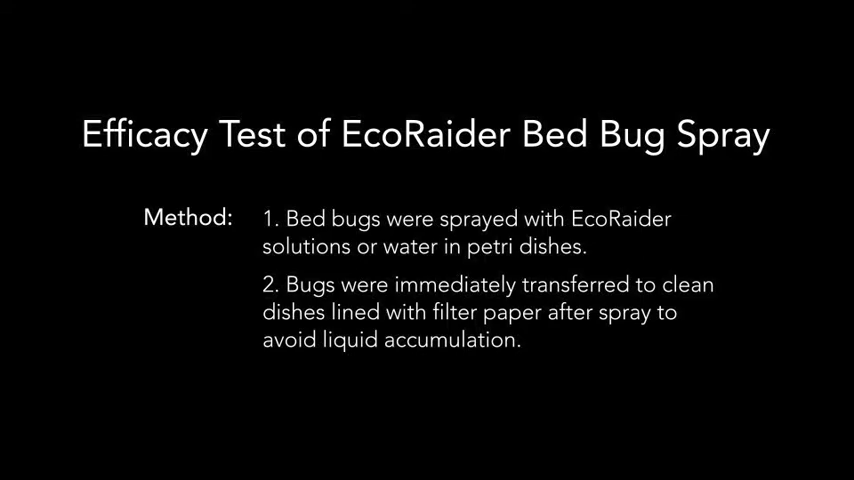 Efficacy Test of EcoRaider Bed Bug Spray
Method: 1. Bed bugs were sprayed with EcoRaider
solutions or water in petri dishes.
2. Bugs were immediately transferred to clean
dishes lined with filter paper after spray to
avoid liquid accumulation.